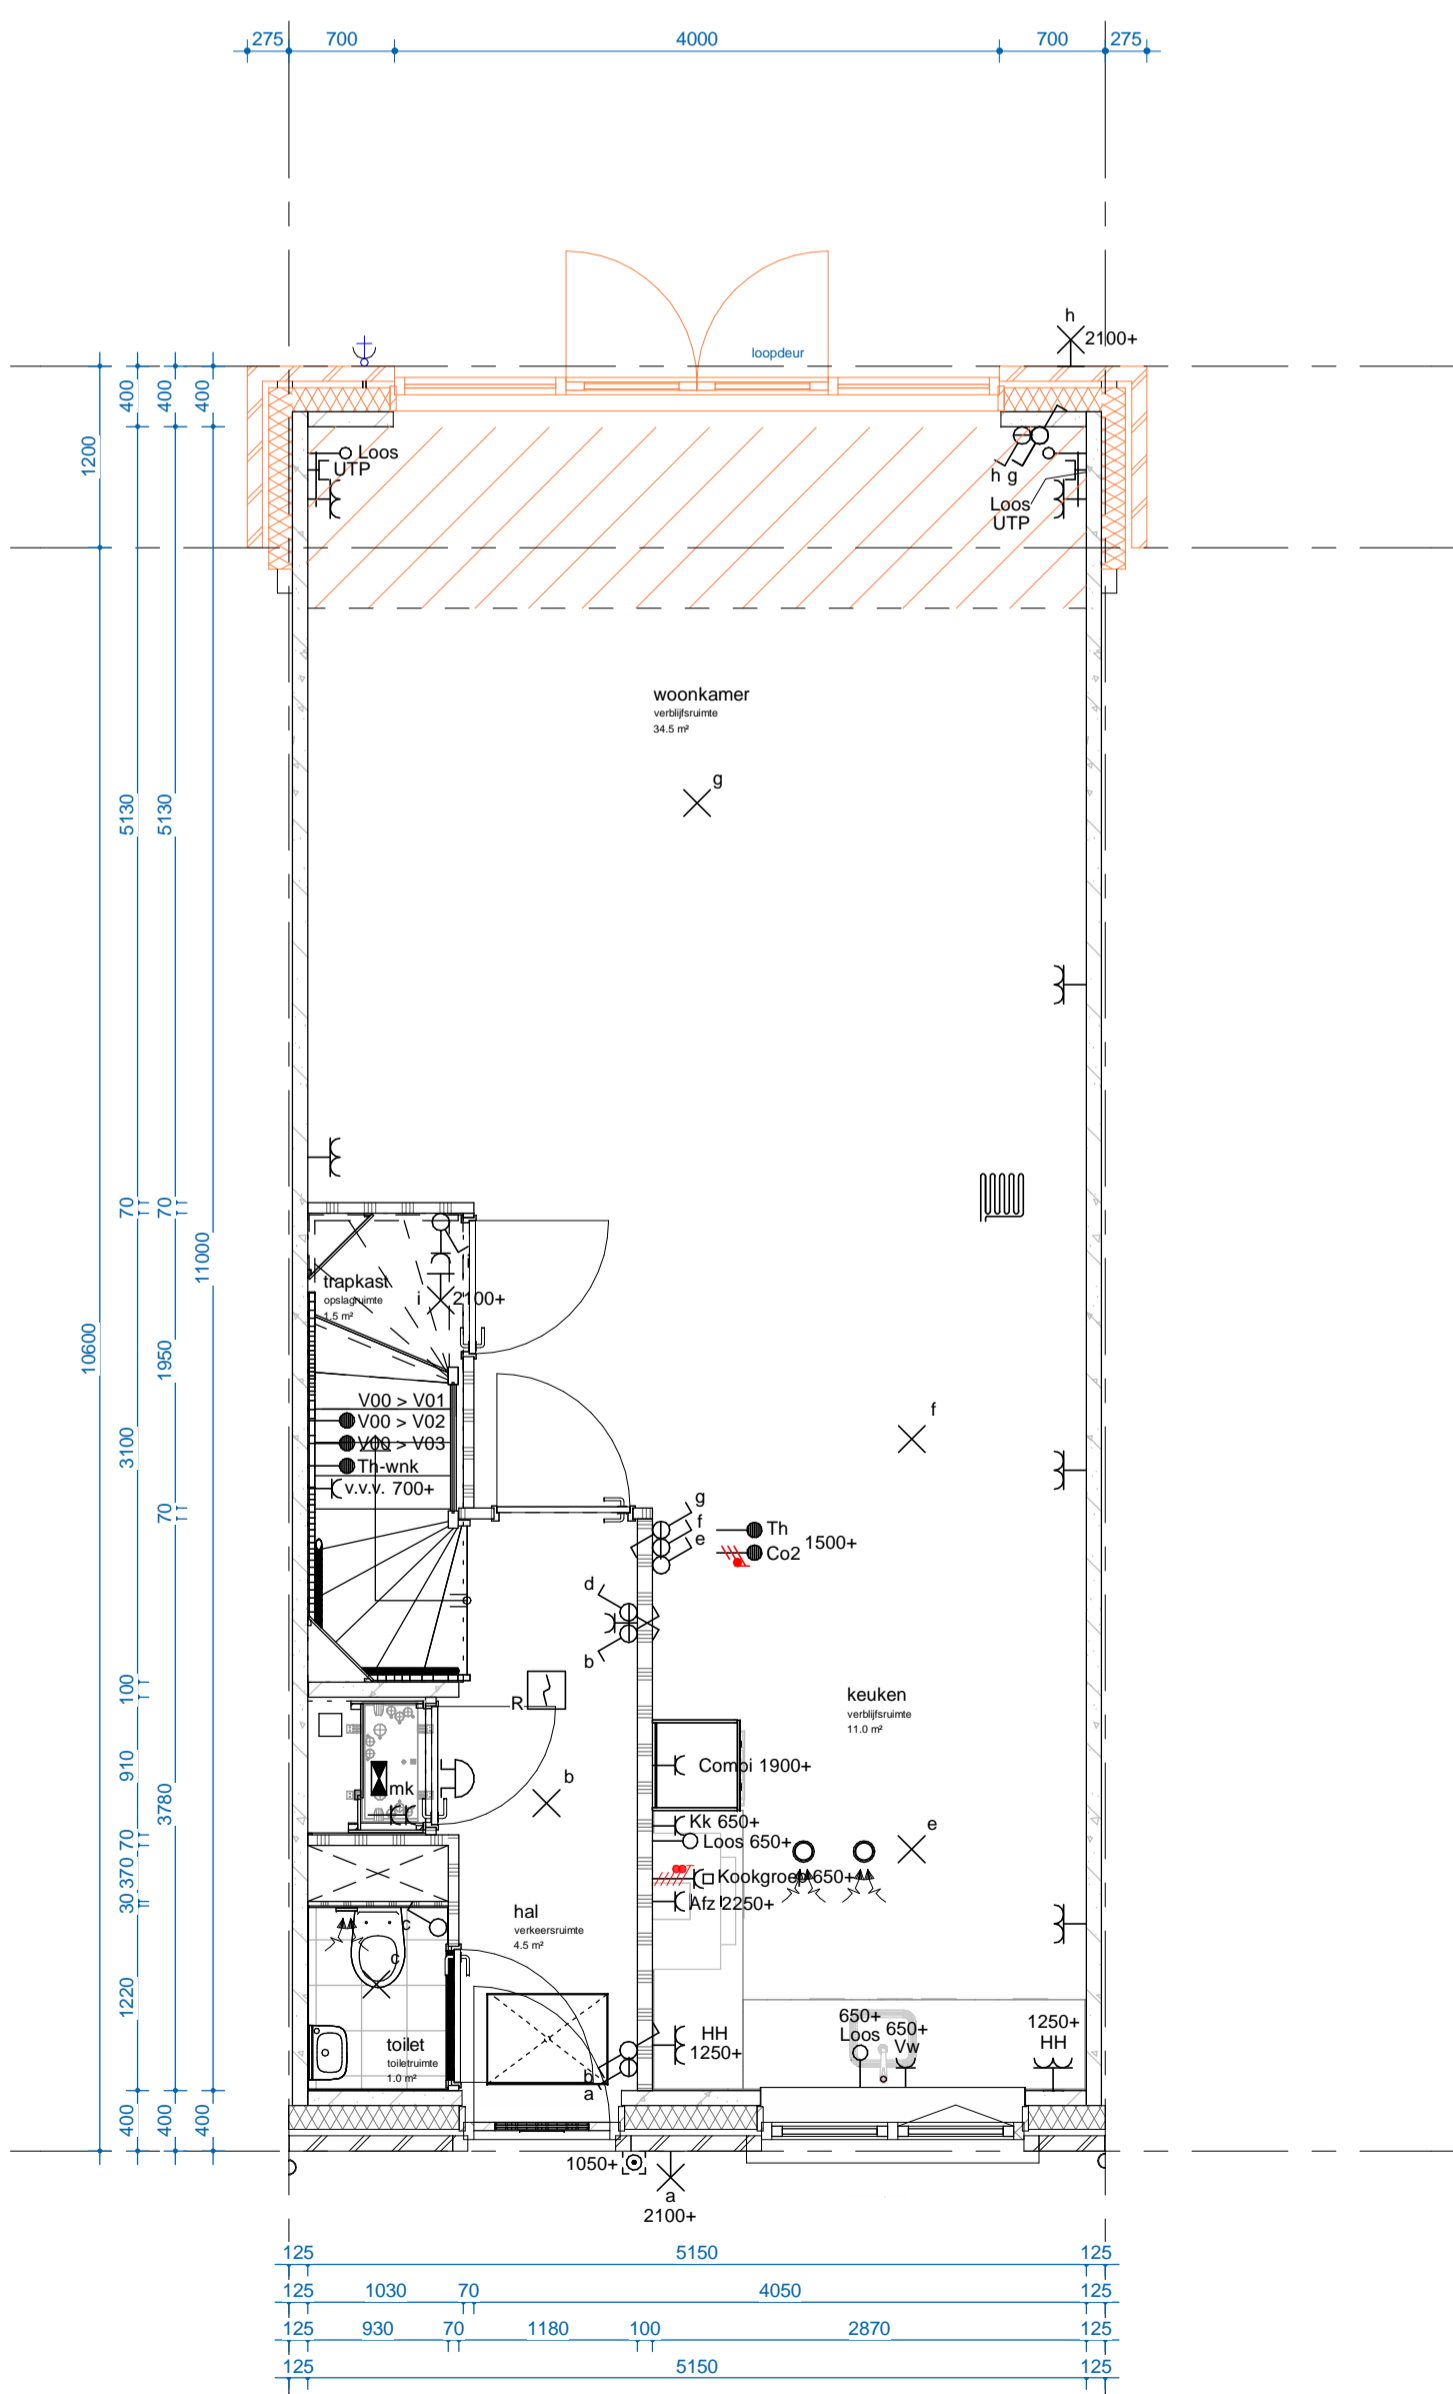 275 700 4000 700 275
h
2100+
loopdeur
400 400 400
1200
Loos
UTP
h g
Loos
UTP
woonkamer
verblijfsruimte
34.5 m²
g
5130 5130
70 70
11000
trapkast
opslagruimte
1.5 m²
i
i 2100+
10600
1950
V00 > V01
V00 > V02
V00 > V03
Th-wnk
v.v.v. 700+
f
3100
70
g
f
e
Th
Co2
1500+
d
b
R
100
keuken
verblijfsruimte
11.0 m²
910
3780
Combi 1900+
mk
b
Kk 650+
Loos 650+
e
70
370
30
Kookgroep 650+
Afz 2250+
hal
verkeersruimte
4.5 m²
c
c
1220
toilet
toiletruimte
1.0 m²
HH
1250+
650+
Loos
650+
Vw
1250+
HH
b
a
400 400 400
1050+
a
2100+
125 5150 125
125 1030 70 4050 125
125 930 70 1180 100 2870 125
125 5150 125